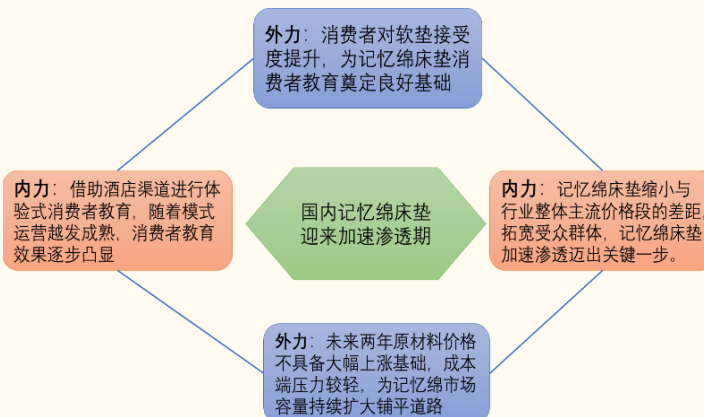 外力：消费者对软垫接受
度提升，为记忆绵床垫消
费者教育奠定良好基础
内力：借助酒店渠道进行体
验式消费者教育，随着模式
运营越发成熟，消费者教育
效果逐步凸显
国内记忆绵床垫
迎来加速渗透期
内力：记忆绵床垫缩小与
行业整体主流价格段的差距，
拓宽受众群体，记忆绵床垫
加速渗透迈出关键一步。
外力：未来两年原材料价格
不具备大幅上涨基础，成本
端压力较轻，为记忆绵市场
容量持续扩大铺平道路